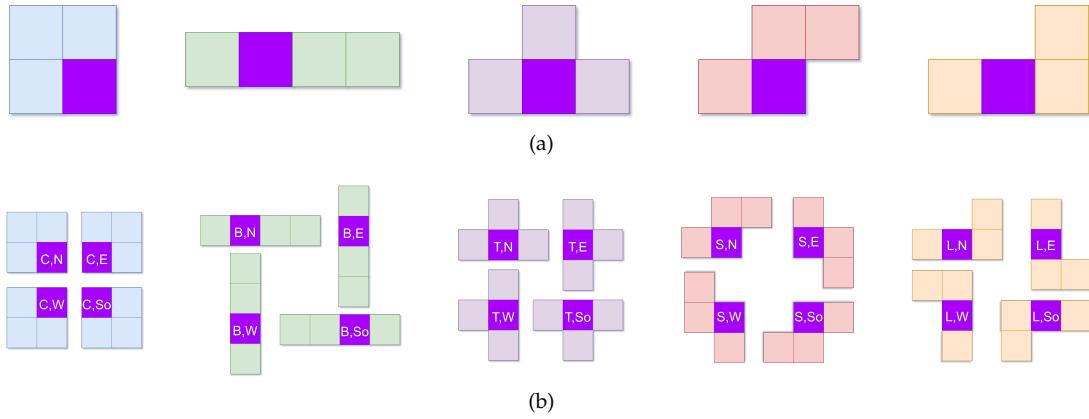 (a)
C,N C,E B,N B,E T,N T,E S,N S,E L,N L,E
C,W C,So B,W B,So T,W T,So S,W S,So L,W L,So
(b)